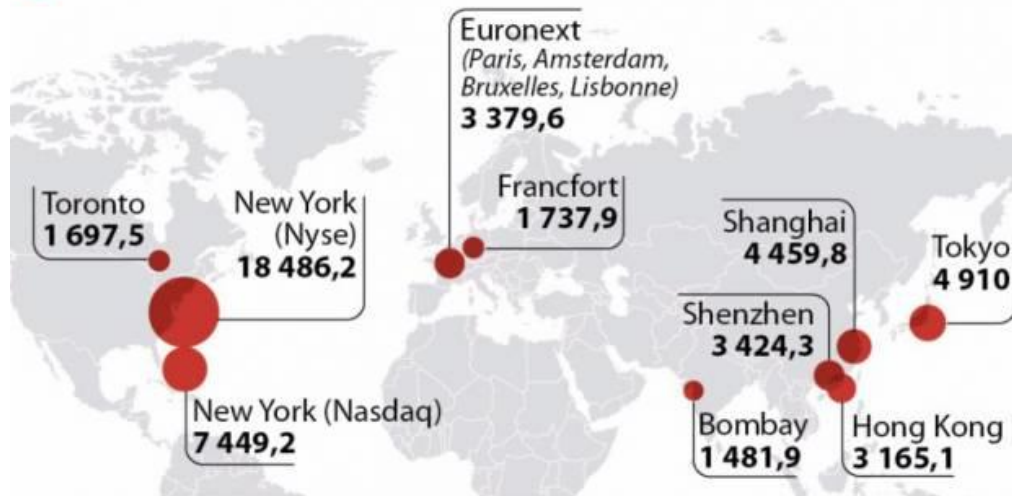 Euronext
(Paris, Amsterdam,
Bruxelles, Lisbonne)
3 379,6
Francfort
1 737,9
Toronto
1 697,5
New York
(Nyse)
18 486,2
Shanghai
4 459,8
Tokyo
4 910
Shenzhen
3 424,3
New York (Nasdaq)
7 449,2
Bombay
1 481,9
Hong Kong
3 165,1